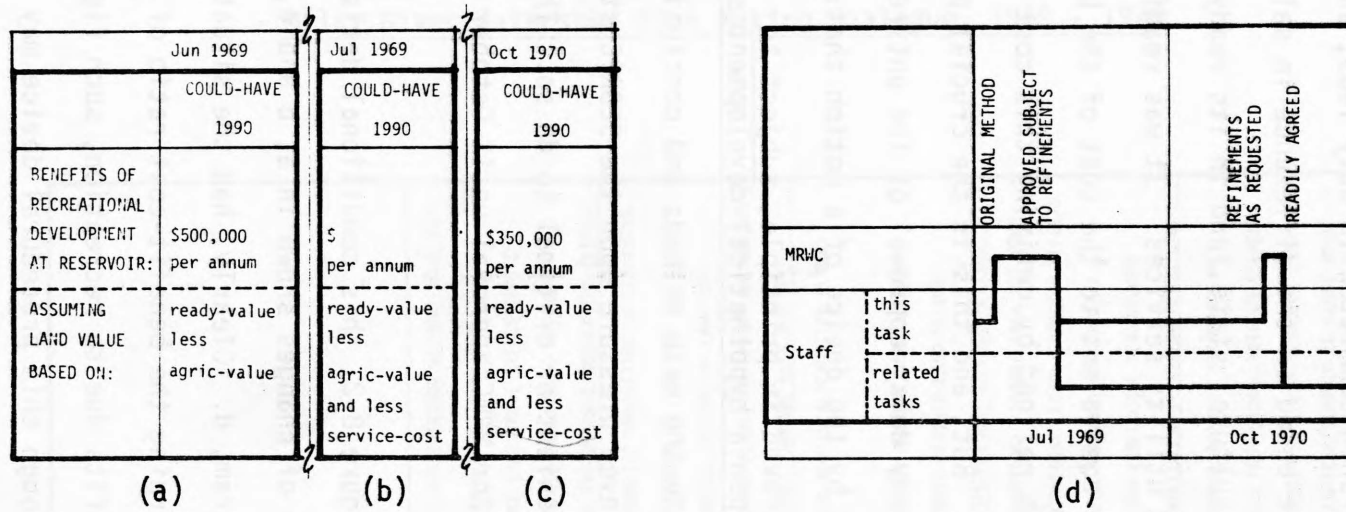 Jun 1969
COULD-HAVE
1990
BENEFITS OF
RECREATIONAL
DEVELOPMENT $500,000
AT RESERVOIR: per annum
ASSUMING ready-value
LAND VALUE less
BASED ON: agric-value
(a)
Jul 1969
COULD-HAVE
1990
$
per annum
ready-value
less
agric-value
and less
service-cost
(b)
Oct 1970
COULD-HAVE
1990
$350,000
per annum
ready-value
less
agric-value
and less
service-cost
(c)
ORIGINAL METHOD
APPROVED SUBJECT
TO REFINEMENTS
REFINEMENTS
AS REQUESTED
READILY AGREED
MRWC
Staff
this
task
related
tasks
Jul 1969
Oct 1970
(d)